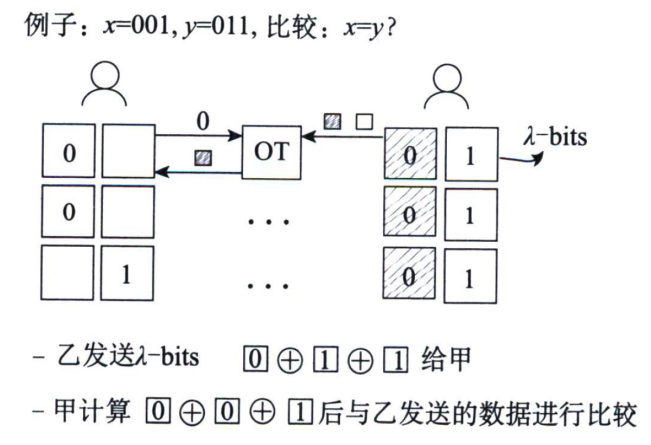 例子：x=001, y=011, 比较：x=y?
0 OT 0 1 λ-bits
0 ... 0 1
1 ... 0 1
- 乙发送λ-bits 0⊕1⊕1 给甲
- 甲计算 0⊕0⊕1 后与乙发送的数据进行比较